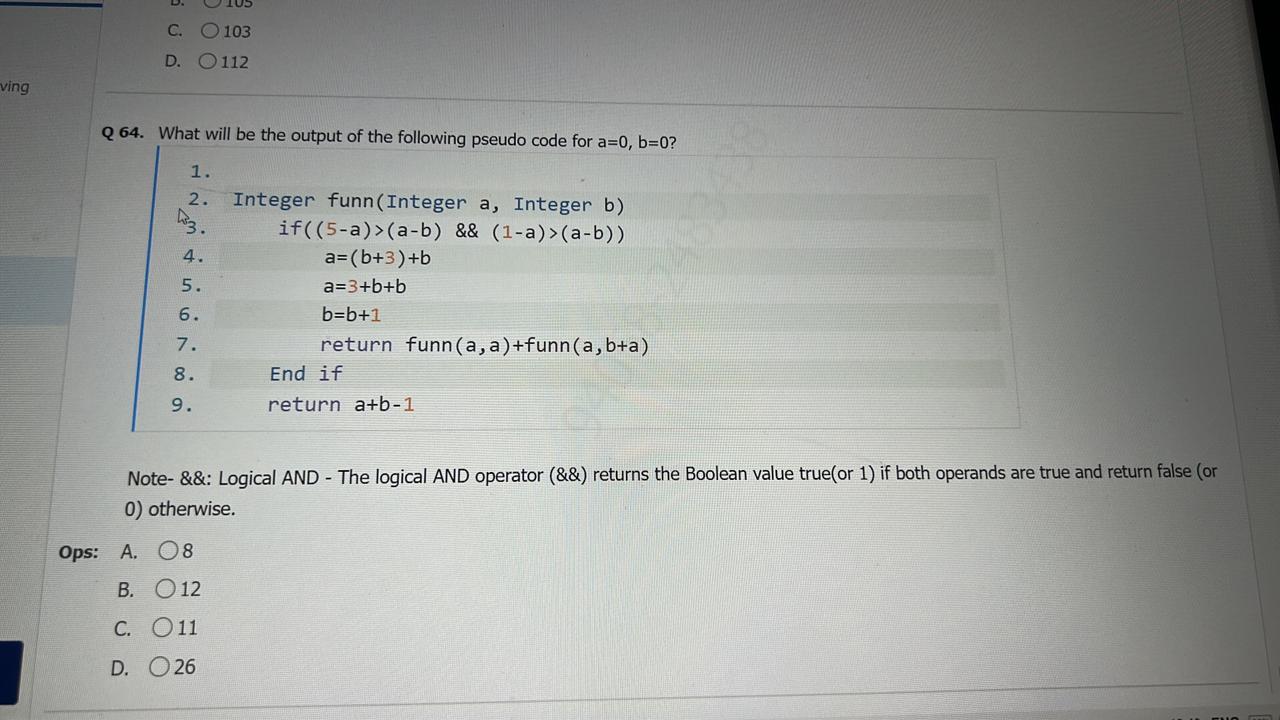 B. 105
C. 103
D. 112
ving
Q 64. What will be the output of the following pseudo code for a=0, b=0?
1.
2. Integer funn(Integer a, Integer b)
3. if((5-a)>(a-b) && (1-a)>(a-b))
4. a=(b+3)+b
5. a=3+b+b
6. b=b+1
7. return funn(a,a)+funn(a,b+a)
8. End if
9. return a+b-1
Note- &&: Logical AND - The logical AND operator (&&) returns the Boolean value true(or 1) if both operands are true and return false (or
0) otherwise.
Ops: A. 8
B. 12
C. 11
D. 26